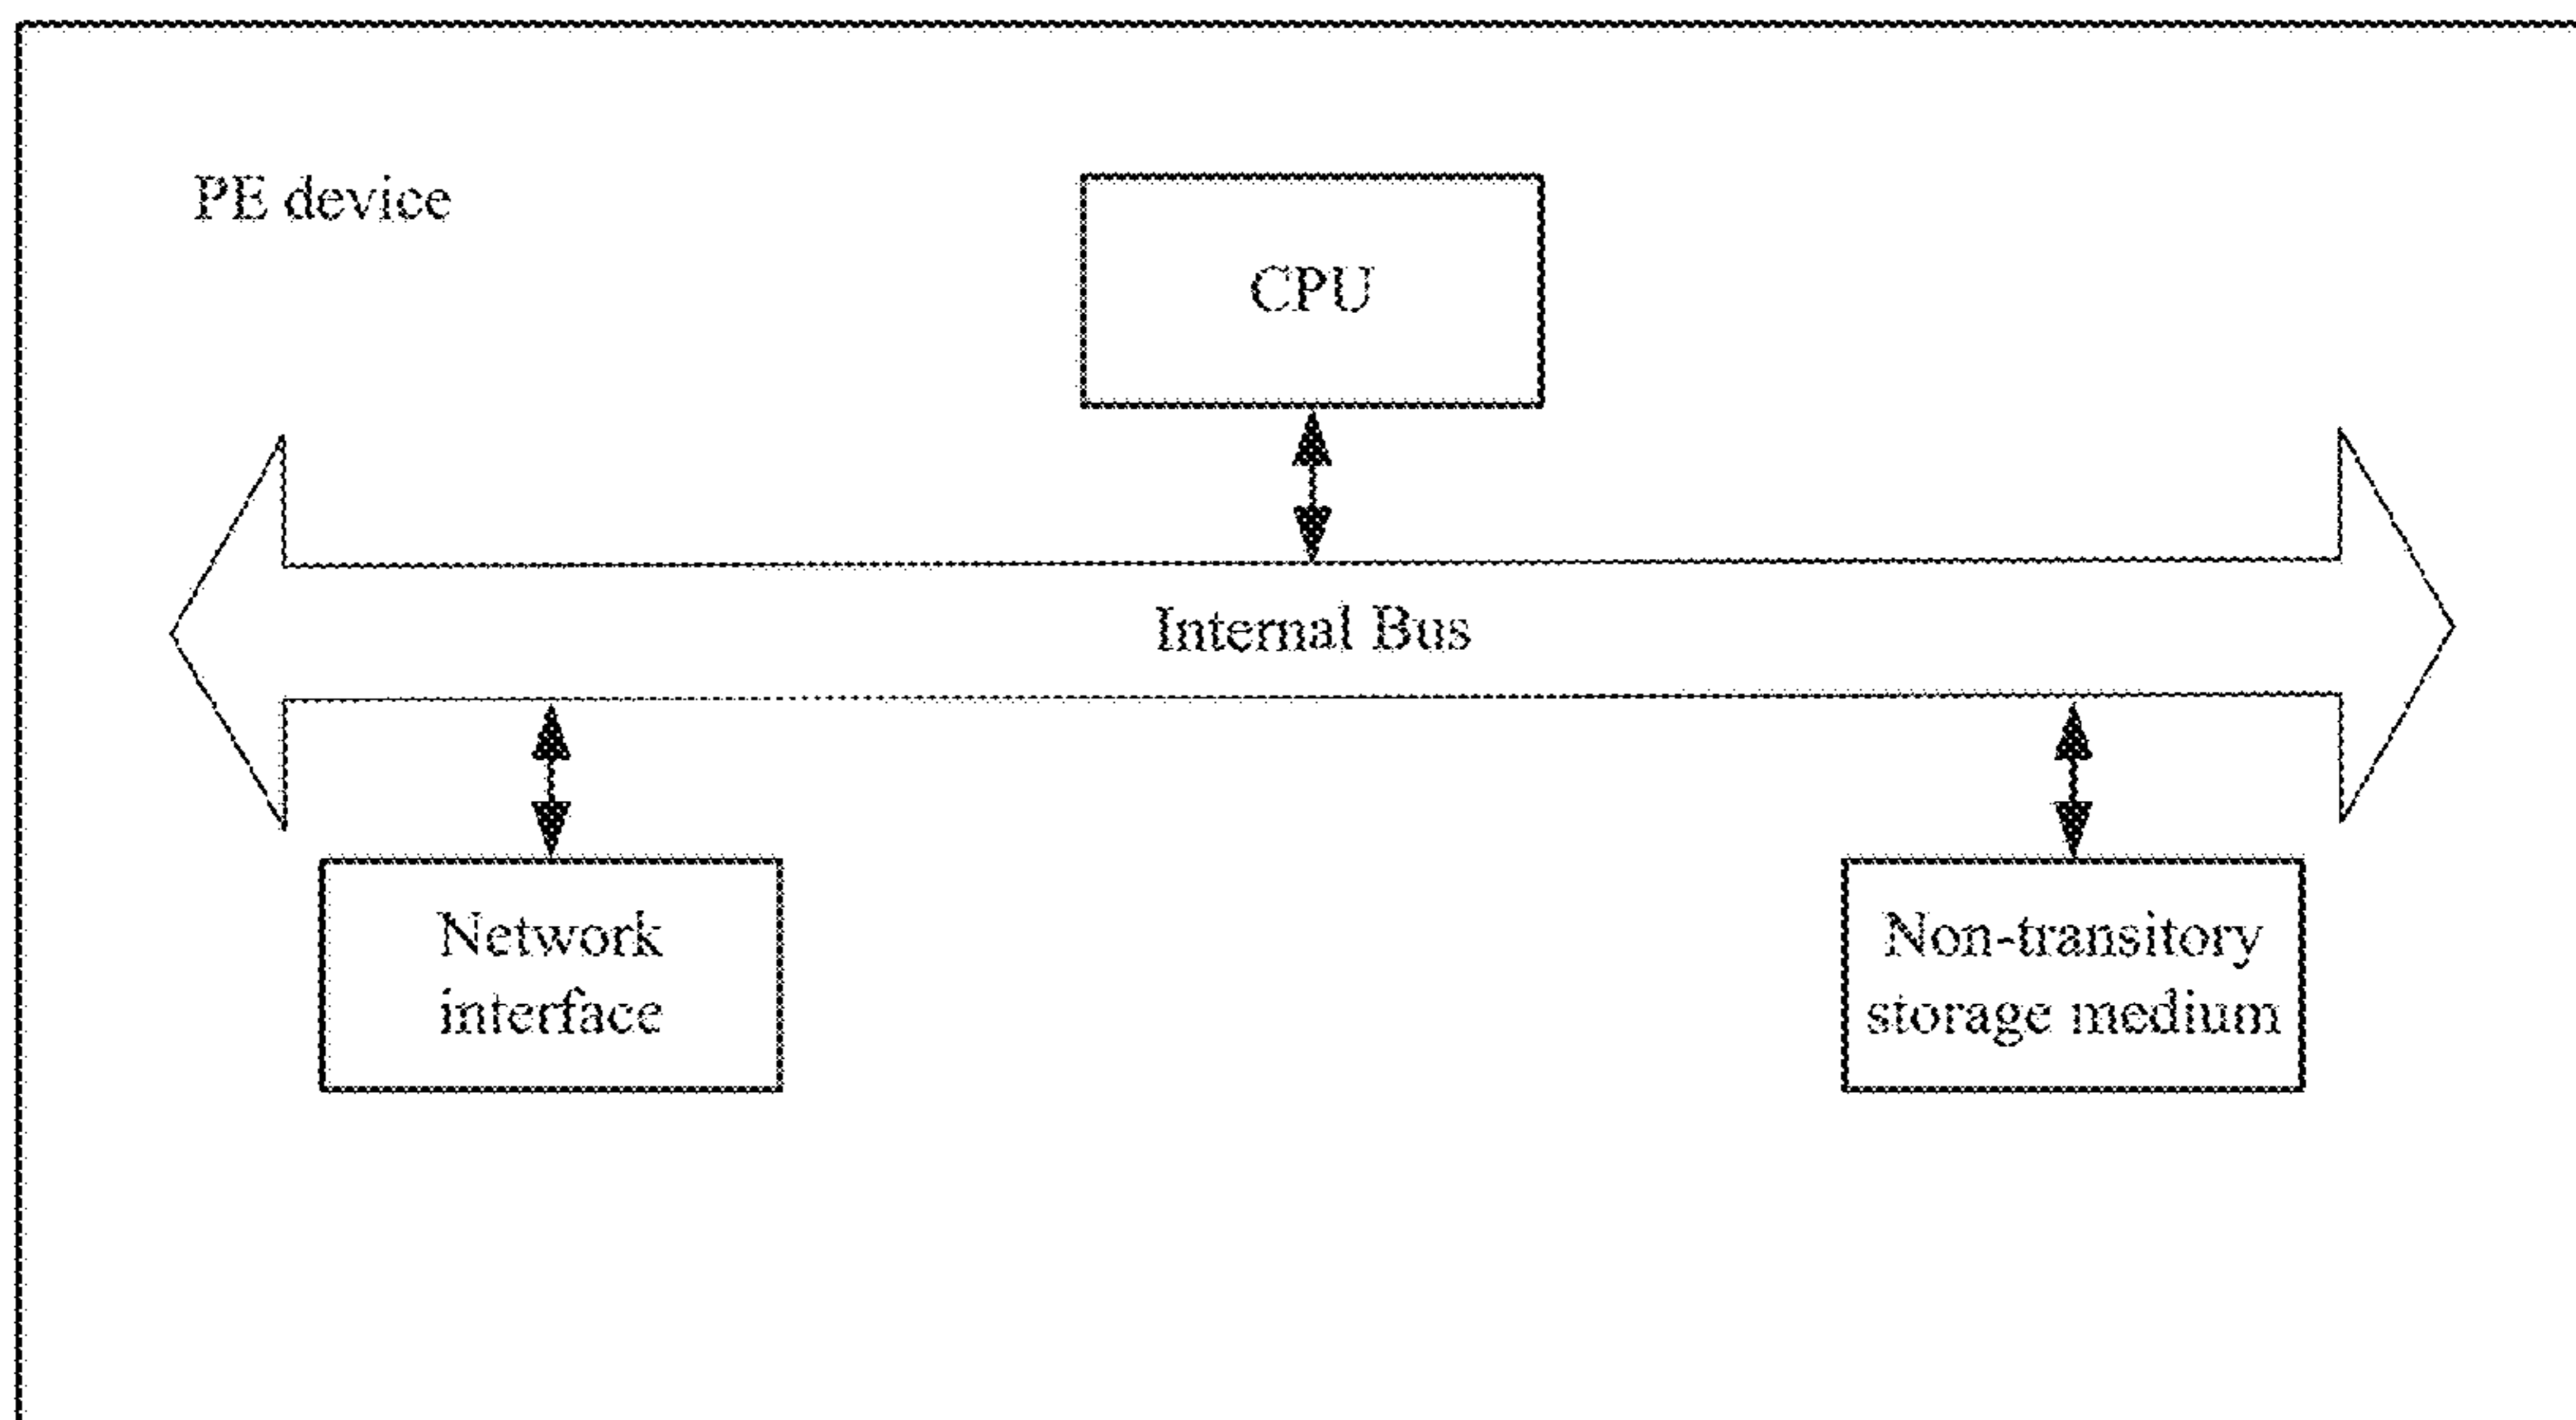 PE device
CPU
Internal Bus
Network
interface
Non-transitory
storage medium